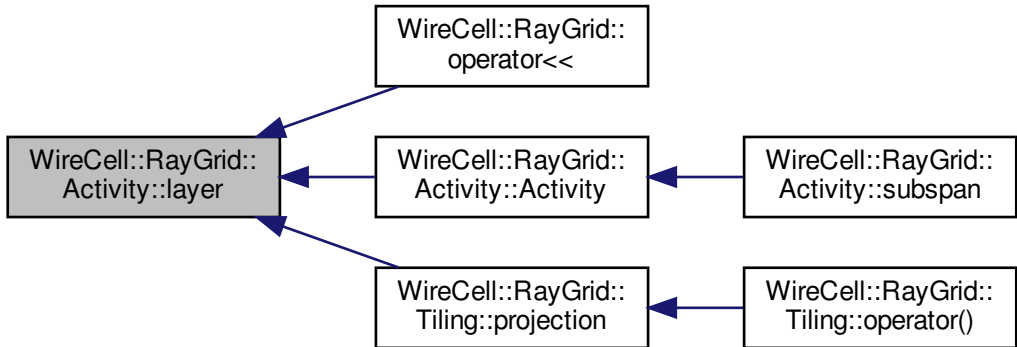 WireCell::RayGrid::
operator<<
WireCell::RayGrid::
Activity::layer
WireCell::RayGrid::
Activity::Activity
WireCell::RayGrid::
Activity::subspan
WireCell::RayGrid::
Tiling::projection
WireCell::RayGrid::
Tiling::operator()